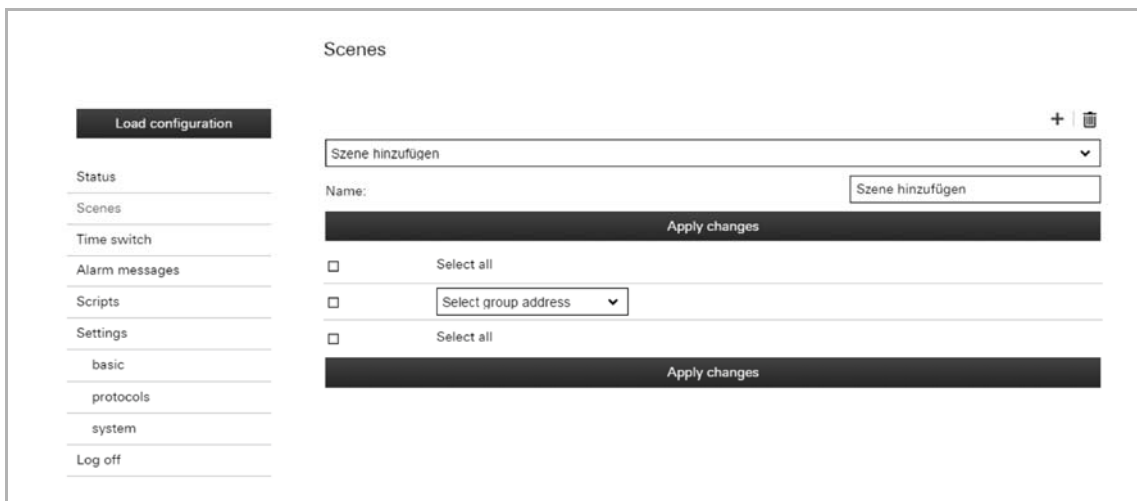 Scenes
Load configuration
Status
Scenes
Time switch
Alarm messages
Scripts
Settings
basic
protocols
system
Log off
Szene hinzufügen
Name:
Szene hinzufügen
Apply changes
Select all
Select group address
Select all
Apply changes